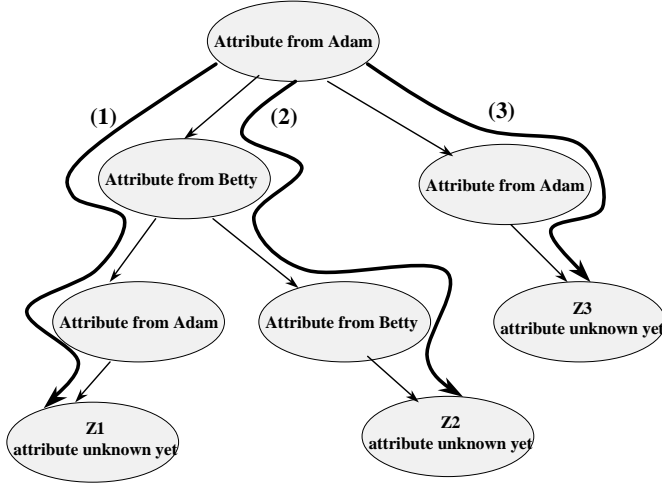 Attribute from Adam
(1)
(2)
(3)
Attribute from Betty
Attribute from Adam
Attribute from Adam
Attribute from Betty
Z3
attribute unknown yet
Z1
attribute unknown yet
Z2
attribute unknown yet